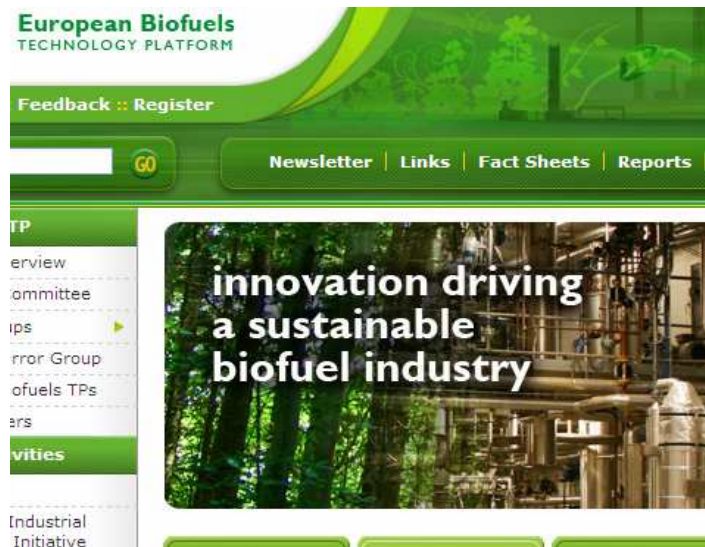 European Biofuels
TECHNOLOGY PLATFORM
Feedback :: Register
GO
Newsletter | Links | Fact Sheets | Reports
TP
erview
ommittee
ups
rror Group
ofuels TPs
ers
vities
Industrial
Initiative
innovation driving
a sustainable
biofuel industry